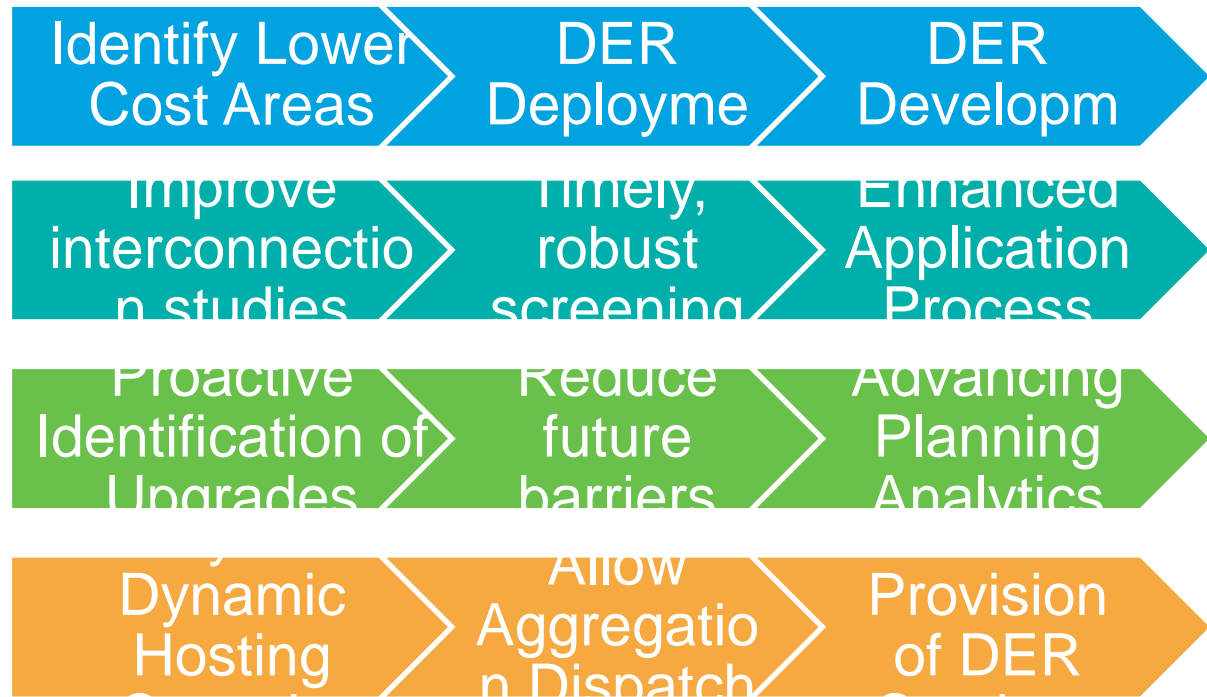 Identify Lower
Cost Areas
DER
Deployme
DER
Developm
Improve
interconnectio
n studies
Timely,
robust
screening
Enhanced
Application
Process
Proactive
Identification of
Upgrades
Reduce
future
barriers
Advancing
Planning
Analytics
Dynamic
Hosting
Allow
Aggregatio
n Dispatch
Provision
of DER